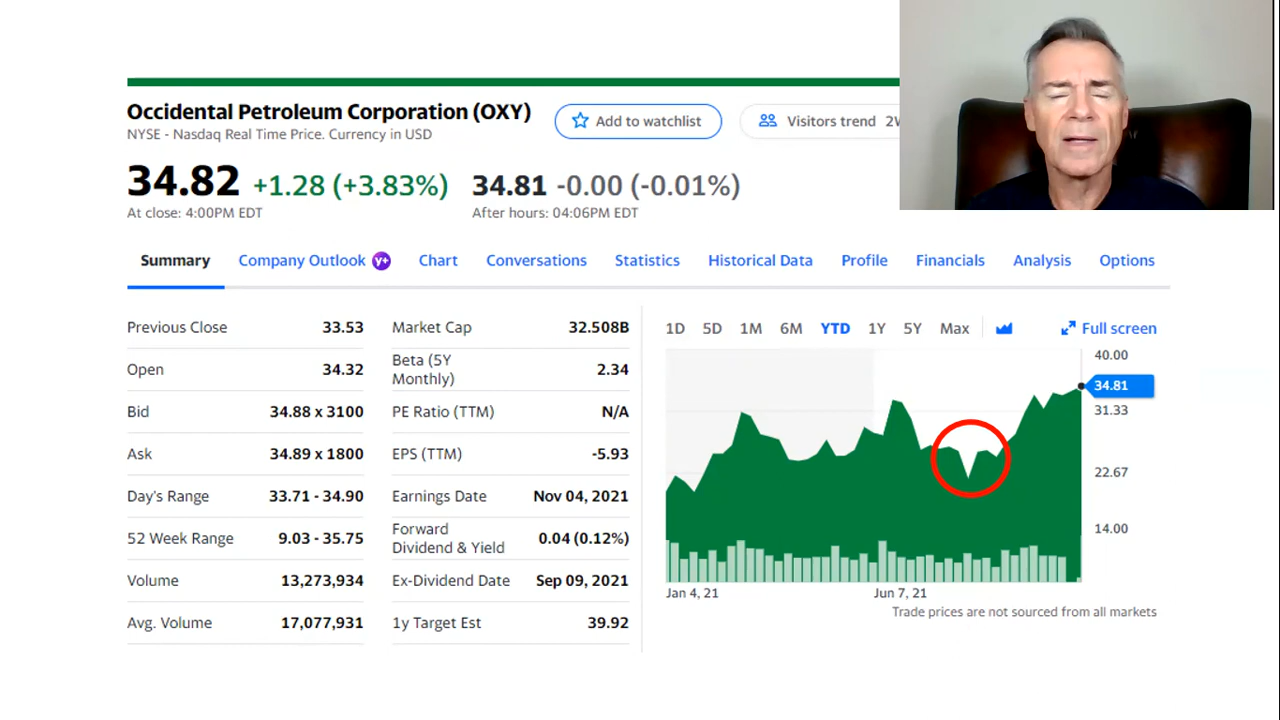 Occidental Petroleum Corporation (OXY)
Add to watchlist
Visitors trend 2
NYSE - Nasdaq Real Time Price. Currency in USD
34.82 +1.28 (+3.83%) 34.81 -0.00 (-0.01%)
At close: 4:00PM EDT After hours: 04:06PM EDT
Summary Company Outlook y+ Chart Conversations Statistics Historical Data Profile Financials Analysis Options
Previous Close 33.53
Open 34.32
Bid 34.88 x 3100
Ask 34.89 x 1800
Day's Range 33.71 - 34.90
52 Week Range 9.03 - 35.75
Volume 13,273,934
Avg. Volume 17,077,931
Market Cap 32.508B
Beta (5Y
Monthly) 2.34
PE Ratio (TTM) N/A
EPS (TTM) -5.93
Earnings Date Nov 04, 2021
Forward
Dividend & Yield 0.04 (0.12%)
Ex-Dividend Date Sep 09, 2021
1y Target Est 39.92
1D 5D 1M 6M YTD 1Y 5Y Max Full screen
40.00
34.81
31.33
22.67
14.00
Jan 4, 21 Jun 7, 21
Trade prices are not sourced from all markets